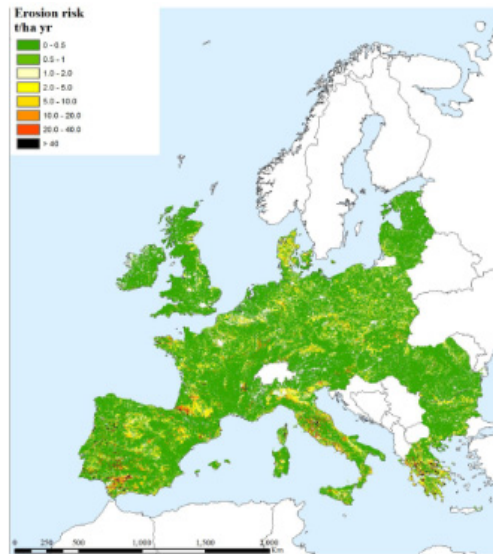 Erosion risk
t/ha yr
0 - 0.5
0.5 - 1
1.0 - 2.0
2.0 - 5.0
5.0 - 10.0
10.0 - 20.0
20.0 - 40.0
> 40
0 250 500 1,000 1,500 2,000
Km